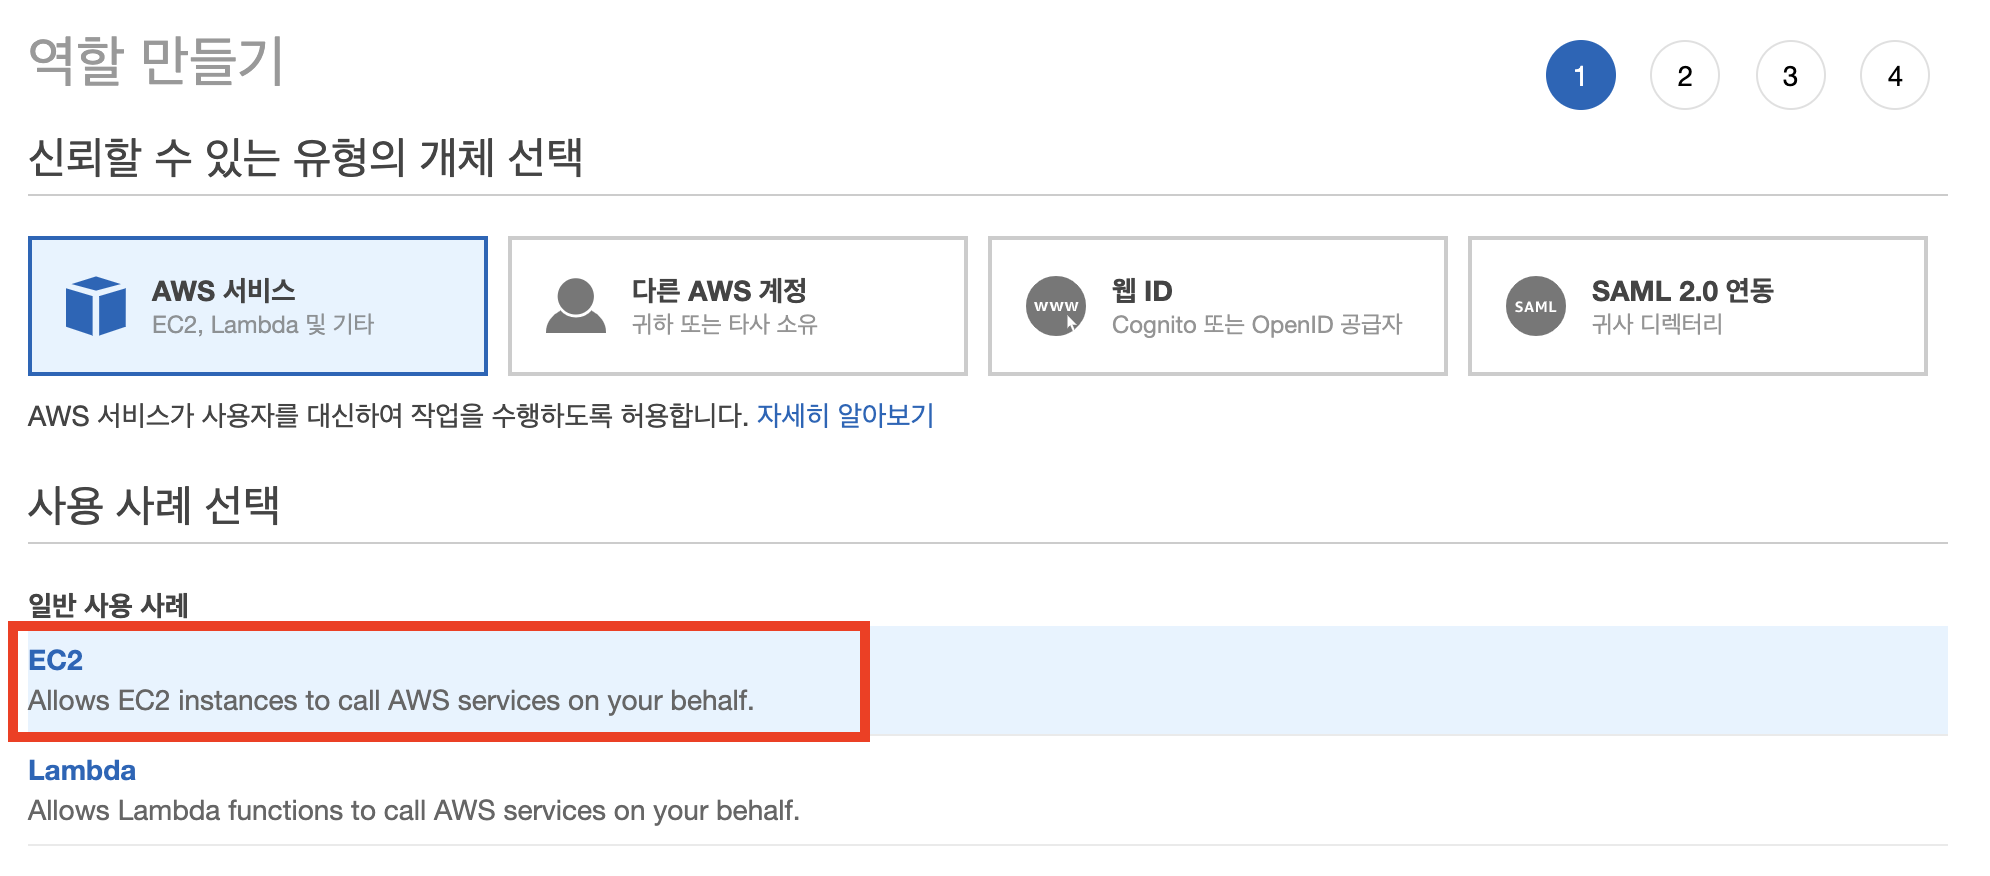 역할 만들기
1 2 3 4
신뢰할 수 있는 유형의 개체 선택
AWS 서비스
EC2, Lambda 및 기타
다른 AWS 계정
귀하 또는 타사 소유
www
웹 ID
Cognito 또는 OpenID 공급자
SAML
SAML 2.0 연동
귀사 디렉터리
AWS 서비스가 사용자를 대신하여 작업을 수행하도록 허용합니다. 자세히 알아보기
사용 사례 선택
일반 사용 사례
EC2
Allows EC2 instances to call AWS services on your behalf.
Lambda
Allows Lambda functions to call AWS services on your behalf.